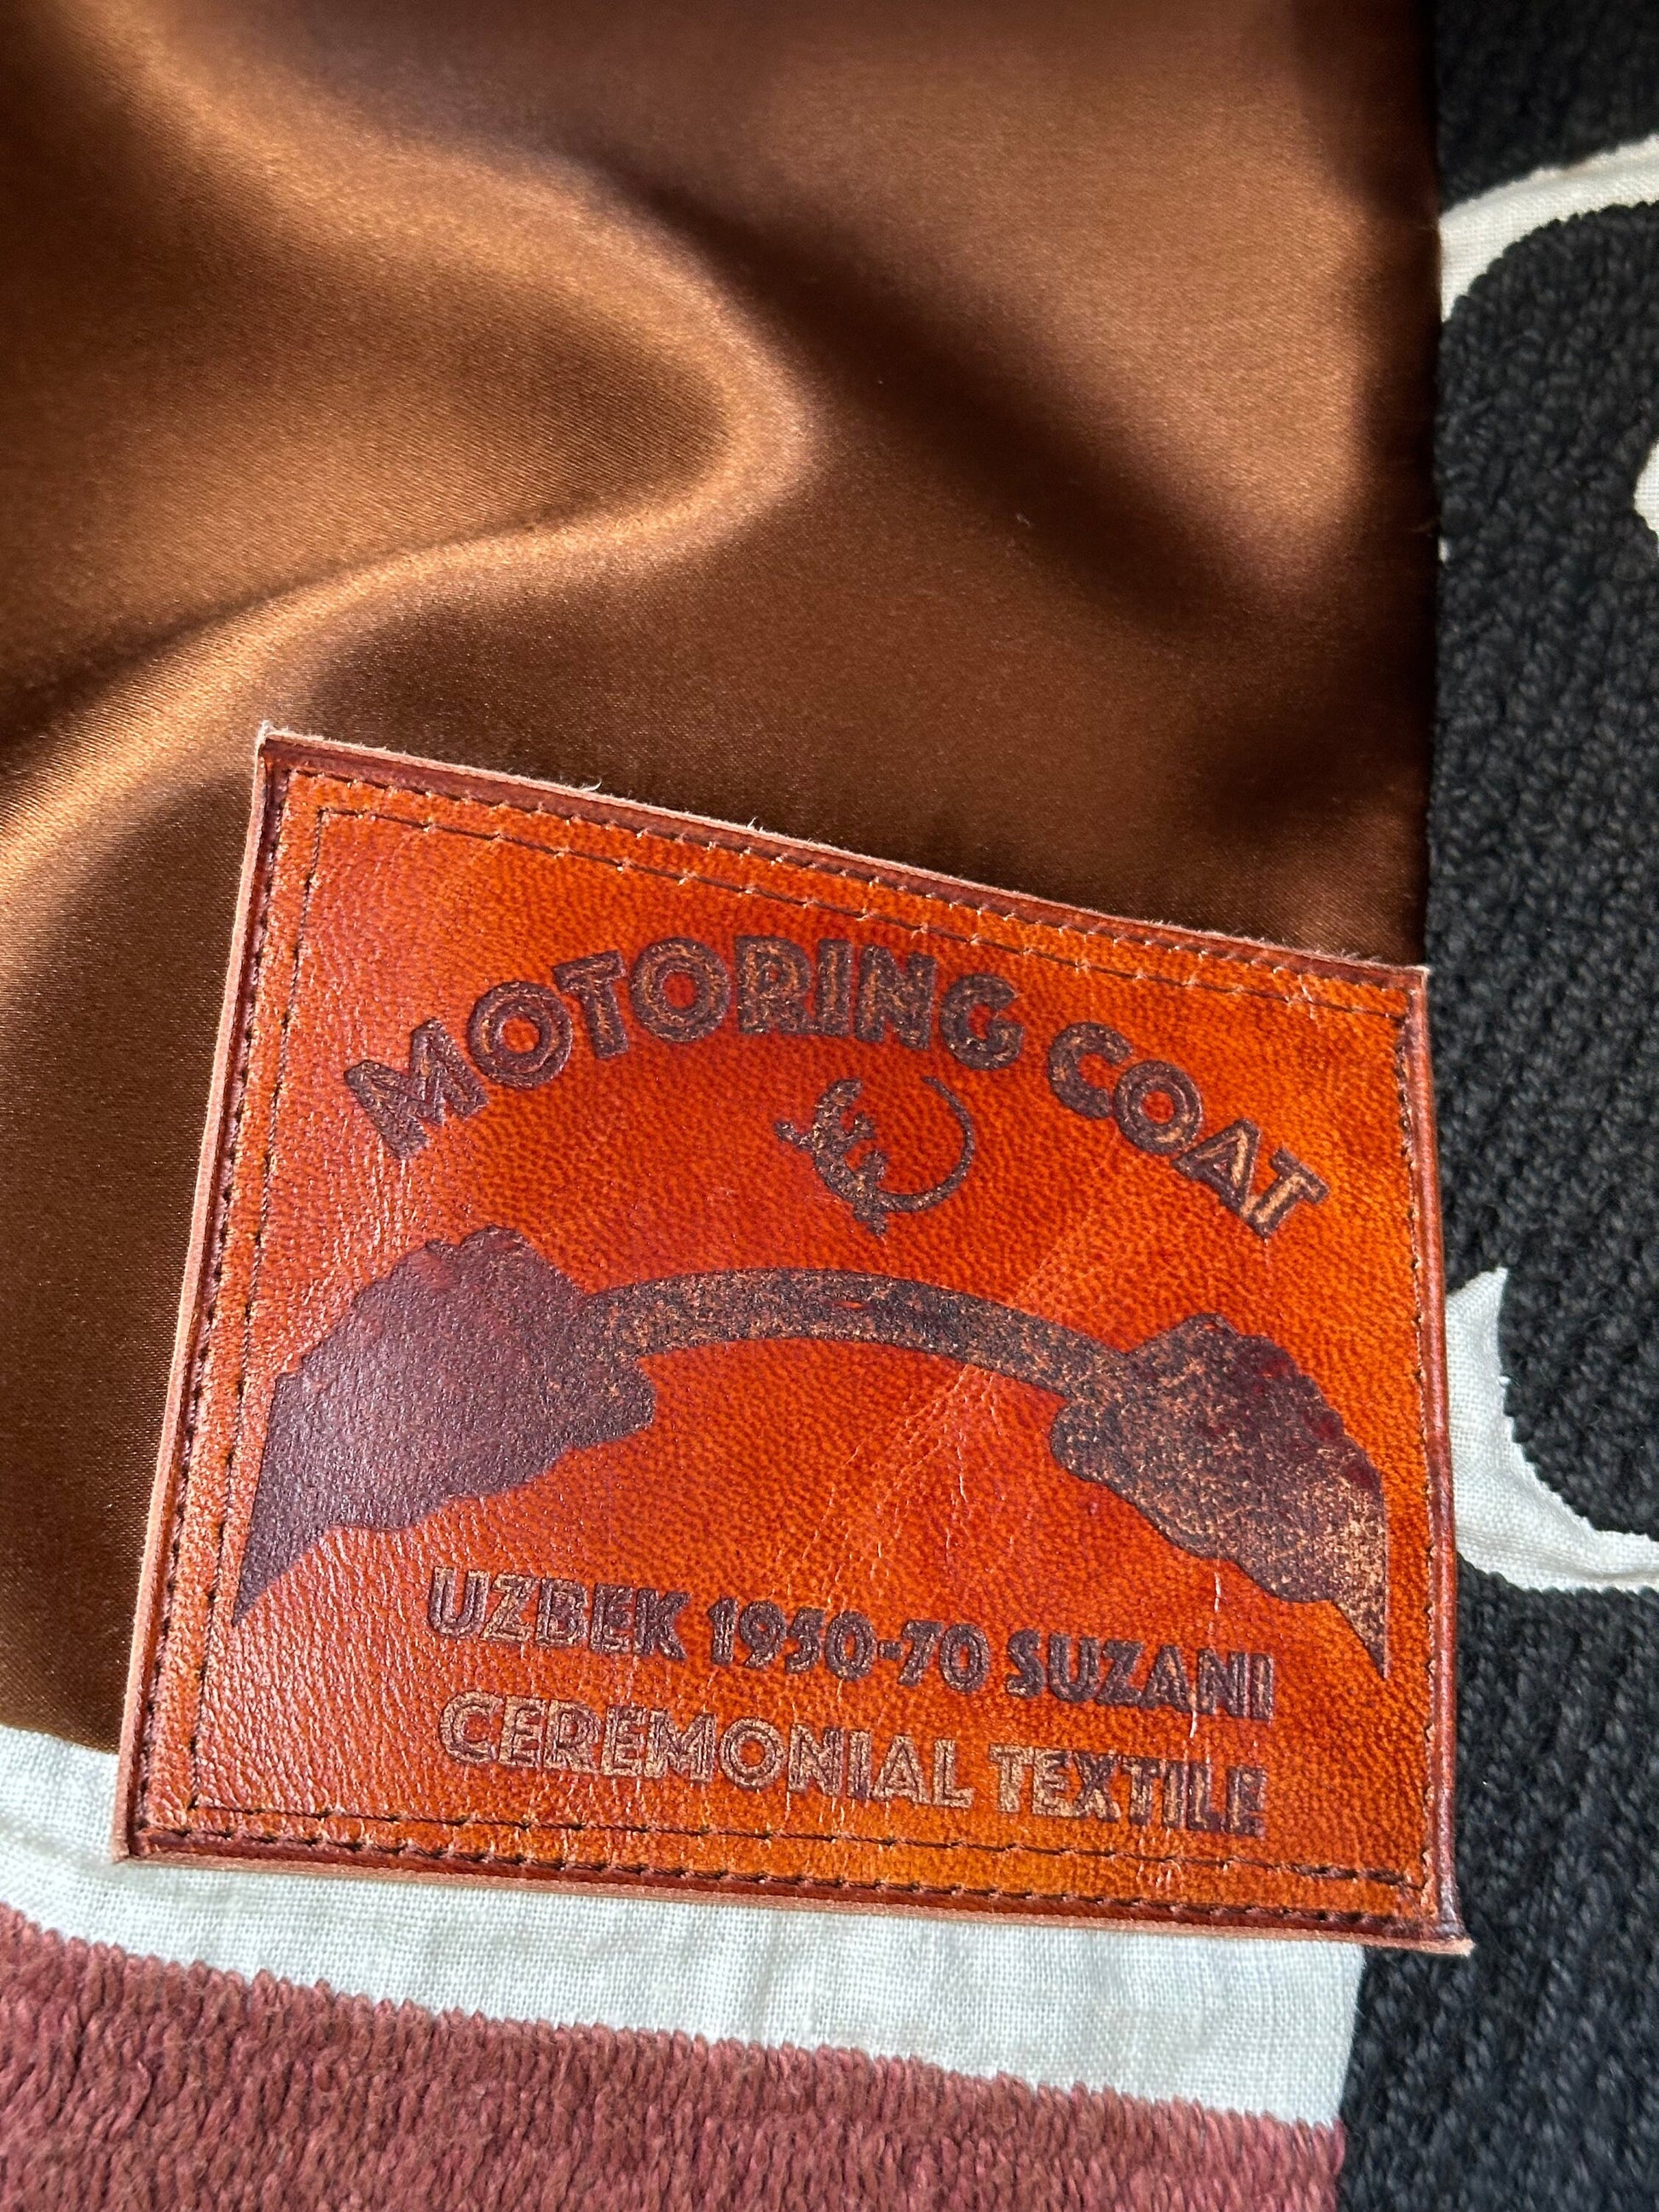 MOTORING COAT
UZBEK 1950-70 SUZANI
CEREMONIAL TEXTILE